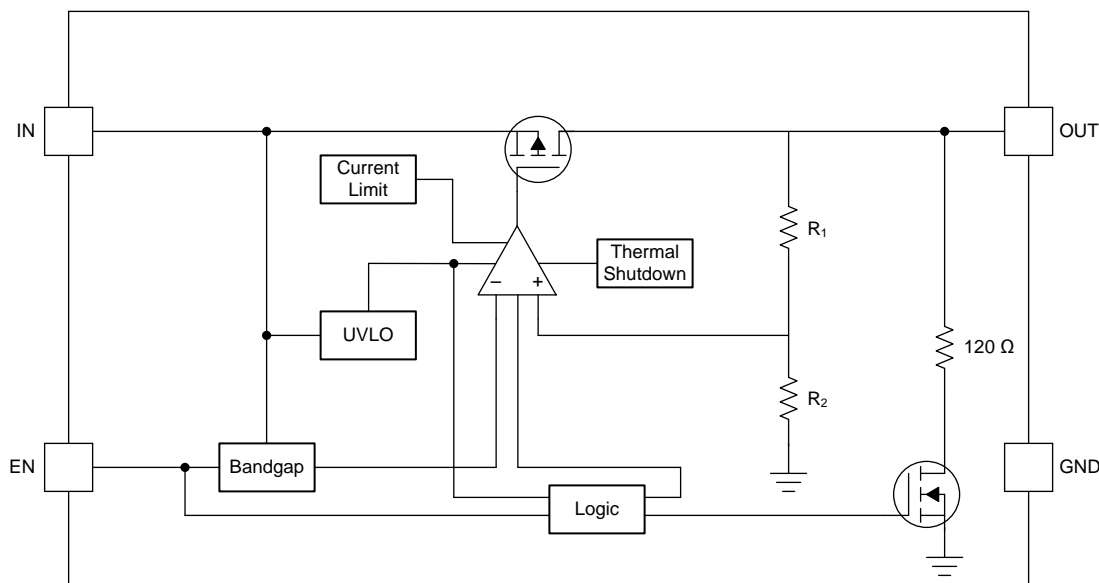 IN
OUT
Current
Limit
R₁
Thermal
Shutdown
− +
UVLO
120 Ω
R₂
EN
Bandgap
GND
Logic